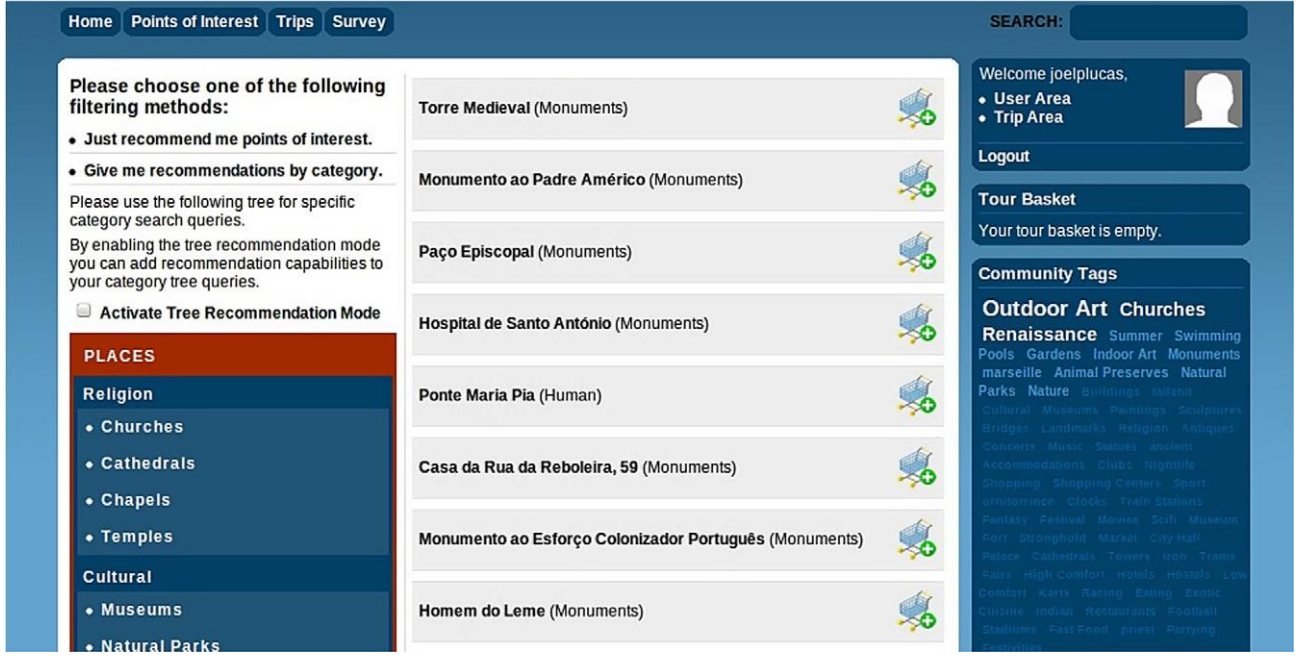 Home Points of Interest Trips Survey
SEARCH:
Please choose one of the following
filtering methods:
• Just recommend me points of interest.
• Give me recommendations by category.
Please use the following tree for specific
category search queries.
By enabling the tree recommendation mode
you can add recommendation capabilities to
your category tree queries.
Activate Tree Recommendation Mode
PLACES
Religion
• Churches
• Cathedrals
• Chapels
• Temples
Cultural
• Museums
• Natural Parks
Torre Medieval (Monuments)
Monumento ao Padre Américo (Monuments)
Paço Episcopal (Monuments)
Hospital de Santo António (Monuments)
Ponte Maria Pia (Human)
Casa da Rua da Reboleira, 59 (Monuments)
Monumento ao Esforço Colonizador Português (Monuments)
Homem do Leme (Monuments)
Welcome joelplucas,
• User Area
• Trip Area
Logout
Tour Basket
Your tour basket is empty.
Community Tags
Outdoor Art Churches
Renaissance Summer Swimming
Pools Gardens Indoor Art Monuments
marseille Animal Preserves Natural
Parks Nature Buildings tailand
Cultural Museums Paintings Sculptures
Bridges Landmarks Religion Antiques
Concerts Music Statues ancient
Accommodations Clubs Nightlife
Shopping Shopping Centers Sport
ornitorrinco Clocks Train Stations
Fantasy Festival Movies Scifi Museum
Port Stronghold Market City Hall
Palace Cathedrals Towers Iron Trams
Fairs High Comfort Hotels Hostels Low
Comfort Karts Racing Eating Exotic
Cuisine Indian Restaurants Football
Stadiums Fast Food priest Partying
Festivities